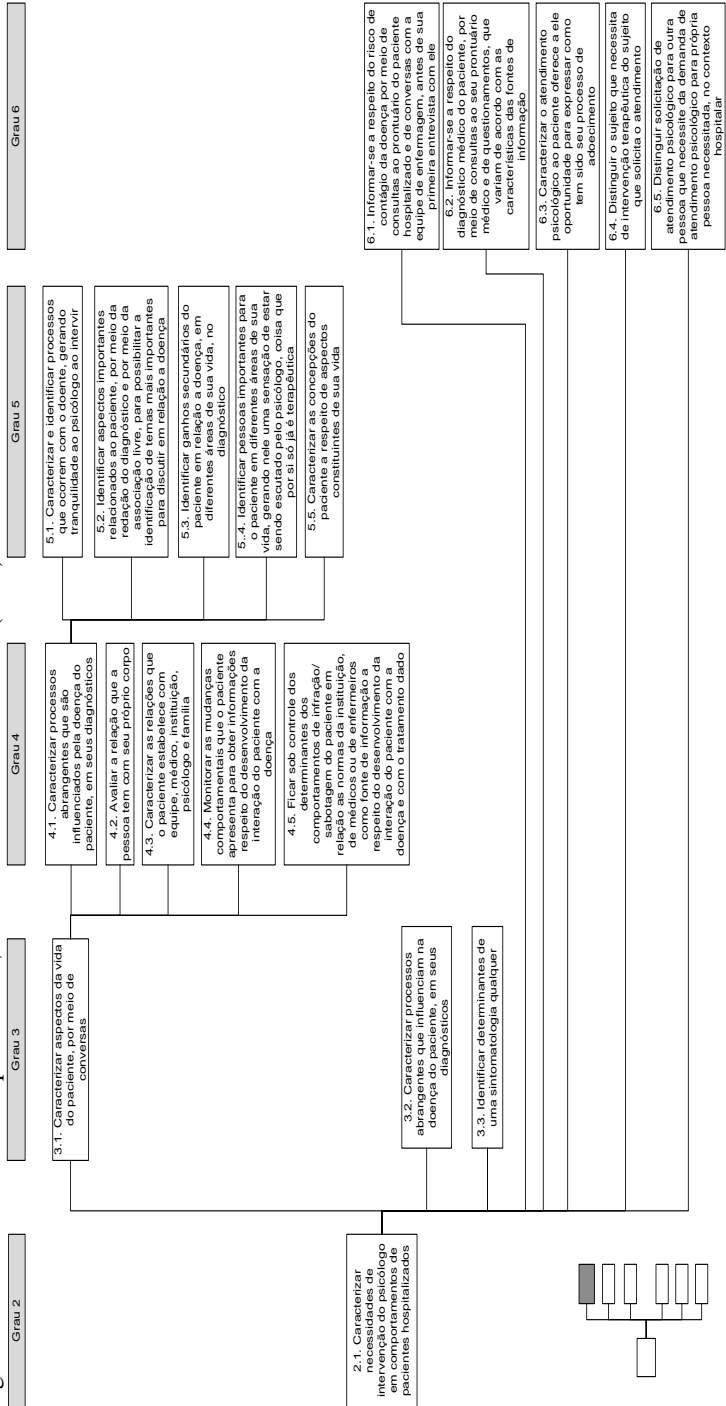 Grau 2
Grau 3
Grau 4
Grau 5
Grau 6
2.1. Caracterizar
necessidades de
intervenção do psicólogo
em comportamentos de
pacientes hospitalizados
3.1. Caracterizar aspectos da vida
do paciente, por meio de
conversas
3.2. Caracterizar processos
abrangentes que influenciam na
doença do paciente, em seus
diagnósticos
3.3. Identificar determinantes de
uma sintomatologia qualquer
4.1. Caracterizar processos
abrangentes que são
influenciados pela doença do
paciente, em seus diagnósticos
4.2. Avaliar a relação que a
pessoa tem com seu próprio corpo
4.3. Caracterizar as relações que
o paciente estabelece com
equipe, médico, instituição,
psicólogo e família
4.4. Monitorar as mudanças
comportamentais que o paciente
apresenta para obter informações
respeito do desenvolvimento da
interação do paciente com a
doença
4.5. Ficar sob controle dos
determinantes dos
comportamentos de infração/
sabotagem do paciente em
relação as normas da instituição,
de médicos ou de enfermeiros
como fonte de informação a
respeito do desenvolvimento da
interação do paciente com a
doença e com o tratamento dado
5.1. Caracterizar e identificar processos
que ocorrem com o doente, gerando
tranquilidade ao psicólogo ao intervir
5.2. Identificar aspectos importantes
relacionados ao paciente, por meio da
redação do diagnóstico e por meio da
associação livre, para possibilitar a
identificação de temas mais importantes
para discutir em relação a doença
5.3. Identificar ganhos secundários do
paciente em relação a doença, em
diferentes áreas de sua vida, no
diagnóstico
5..4. Identificar pessoas importantes para
o paciente em diferentes áreas de sua
vida, gerando nele uma sensação de estar
sendo escutado pelo psicólogo, coisa que
por si só já é terapêutica
5.5. Caracterizar as concepções do
paciente a respeito de aspectos
constituintes de sua vida
6.1. Informar-se a respeito do risco de
contágio da doença por meio de
consultas ao prontuário do paciente
hospitalizado e de conversas com a
equipe de enfermagem, antes de sua
primeira entrevista com ele
6.2. Informar-se a respeito do
diagnóstico médico do paciente, por
meio de consultas ao seu prontuário
médico e de questionamentos, que
variam de acordo com as
características das fontes de
informação
6.3. Caracterizar o atendimento
psicológico ao paciente oferece a ele
oportunidade para expressar como
tem sido seu processo de
adoecimento
6.4. Distinguir o sujeito que necessita
de intervenção terapêutica do sujeito
que solicita o atendimento
6.5. Distinguir solicitação de
atendimento psicológico para outra
pessoa que necessite da demanda de
atendimento psicológico para própria
pessoa necessitada, no contexto
hospitalar